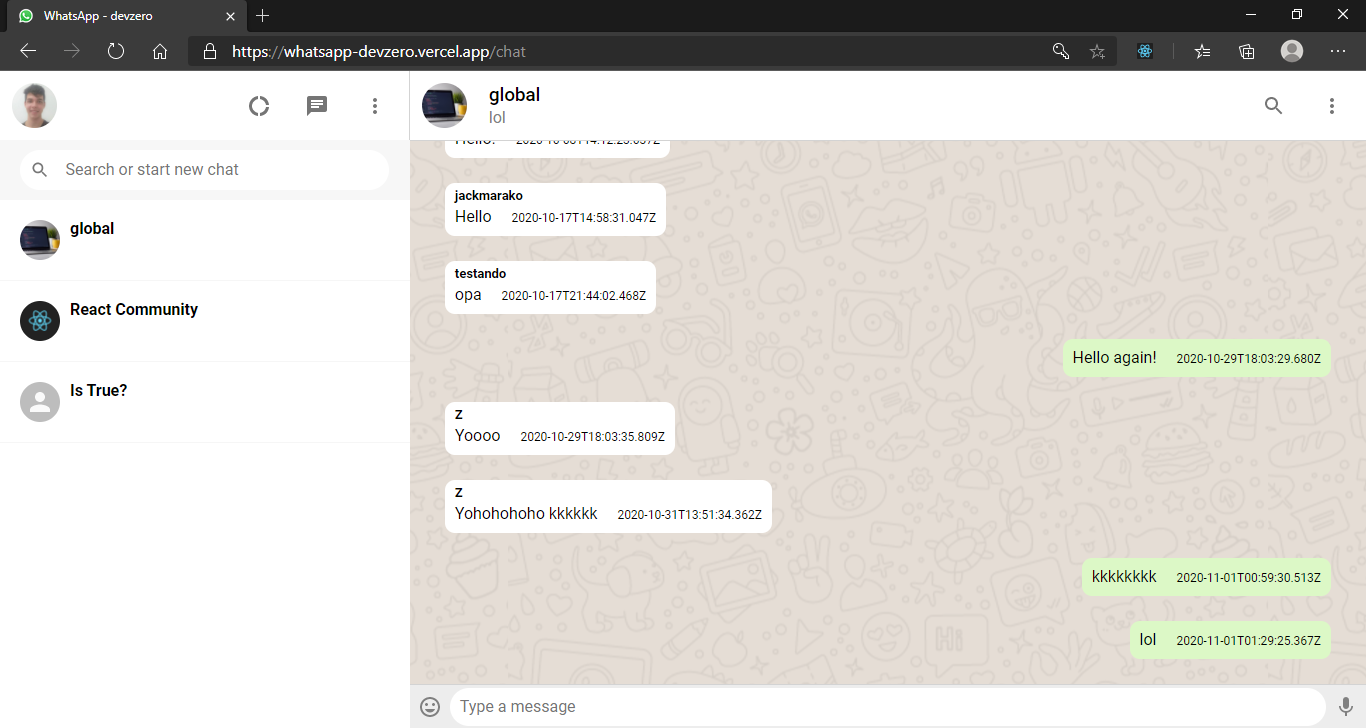 WhatsApp - devzero
https://whatsapp-devzero.vercel.app/chat
global
lol
Search or start new chat
global
React Community
Is True?
jackmarako
Hello 2020-10-17T14:58:31.047Z
testando
opa 2020-10-17T21:44:02.468Z
Hello again! 2020-10-29T18:03:29.680Z
Z
Yoooo 2020-10-29T18:03:35.809Z
Z
Yohohohoho kkkkkk 2020-10-31T13:51:34.362Z
kkkkkkkk 2020-11-01T00:59:30.513Z
lol 2020-11-01T01:29:25.367Z
Type a message